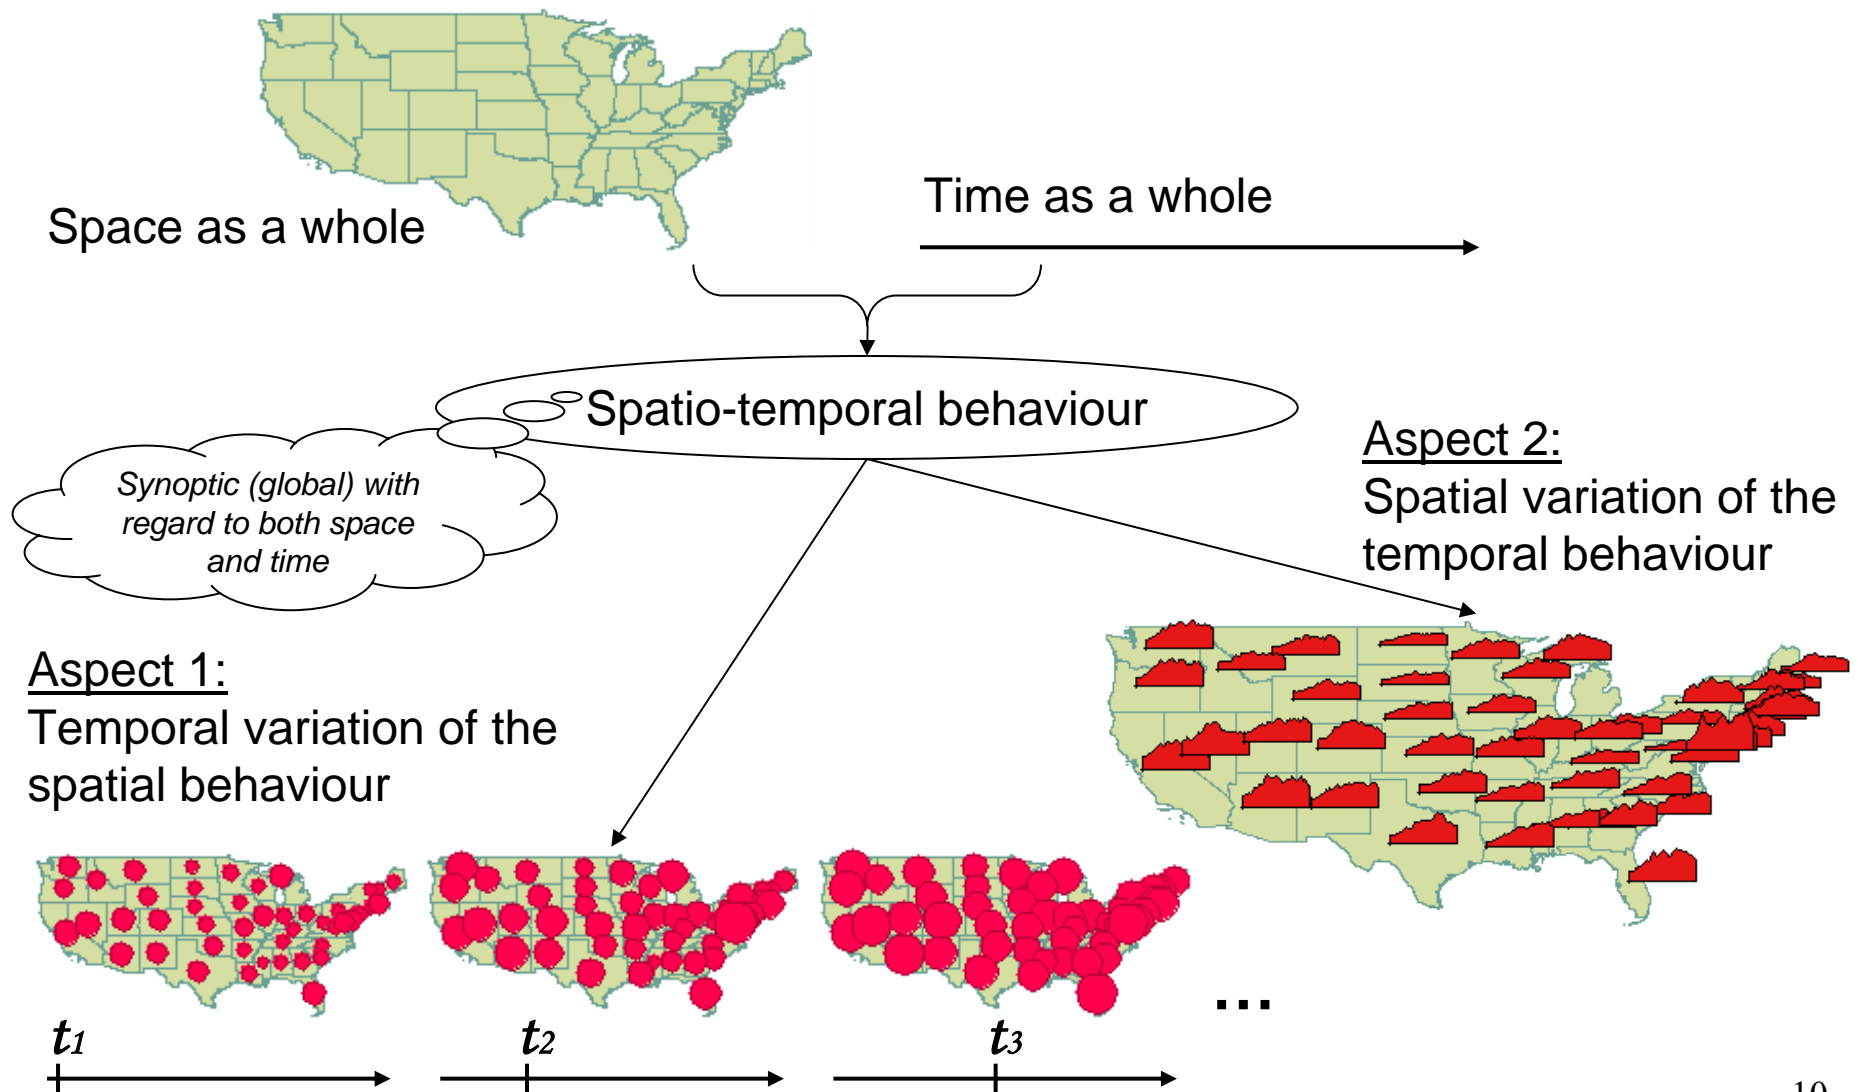 Space as a whole
Time as a whole
Spatio-temporal behaviour
Synoptic (global) with
regard to both space
and time
Aspect 2:
Spatial variation of the
temporal behaviour
Aspect 1:
Temporal variation of the
spatial behaviour
...
t1
t2
t3
10